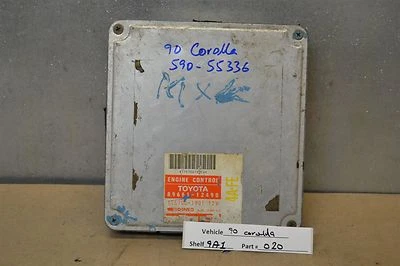 90 Corolla
590-55336
ENGINE CONTROL
TOYOTA
89661-12490
4A-FE
Vehicle 90 corolla
Shelf 9A1 Part# 020